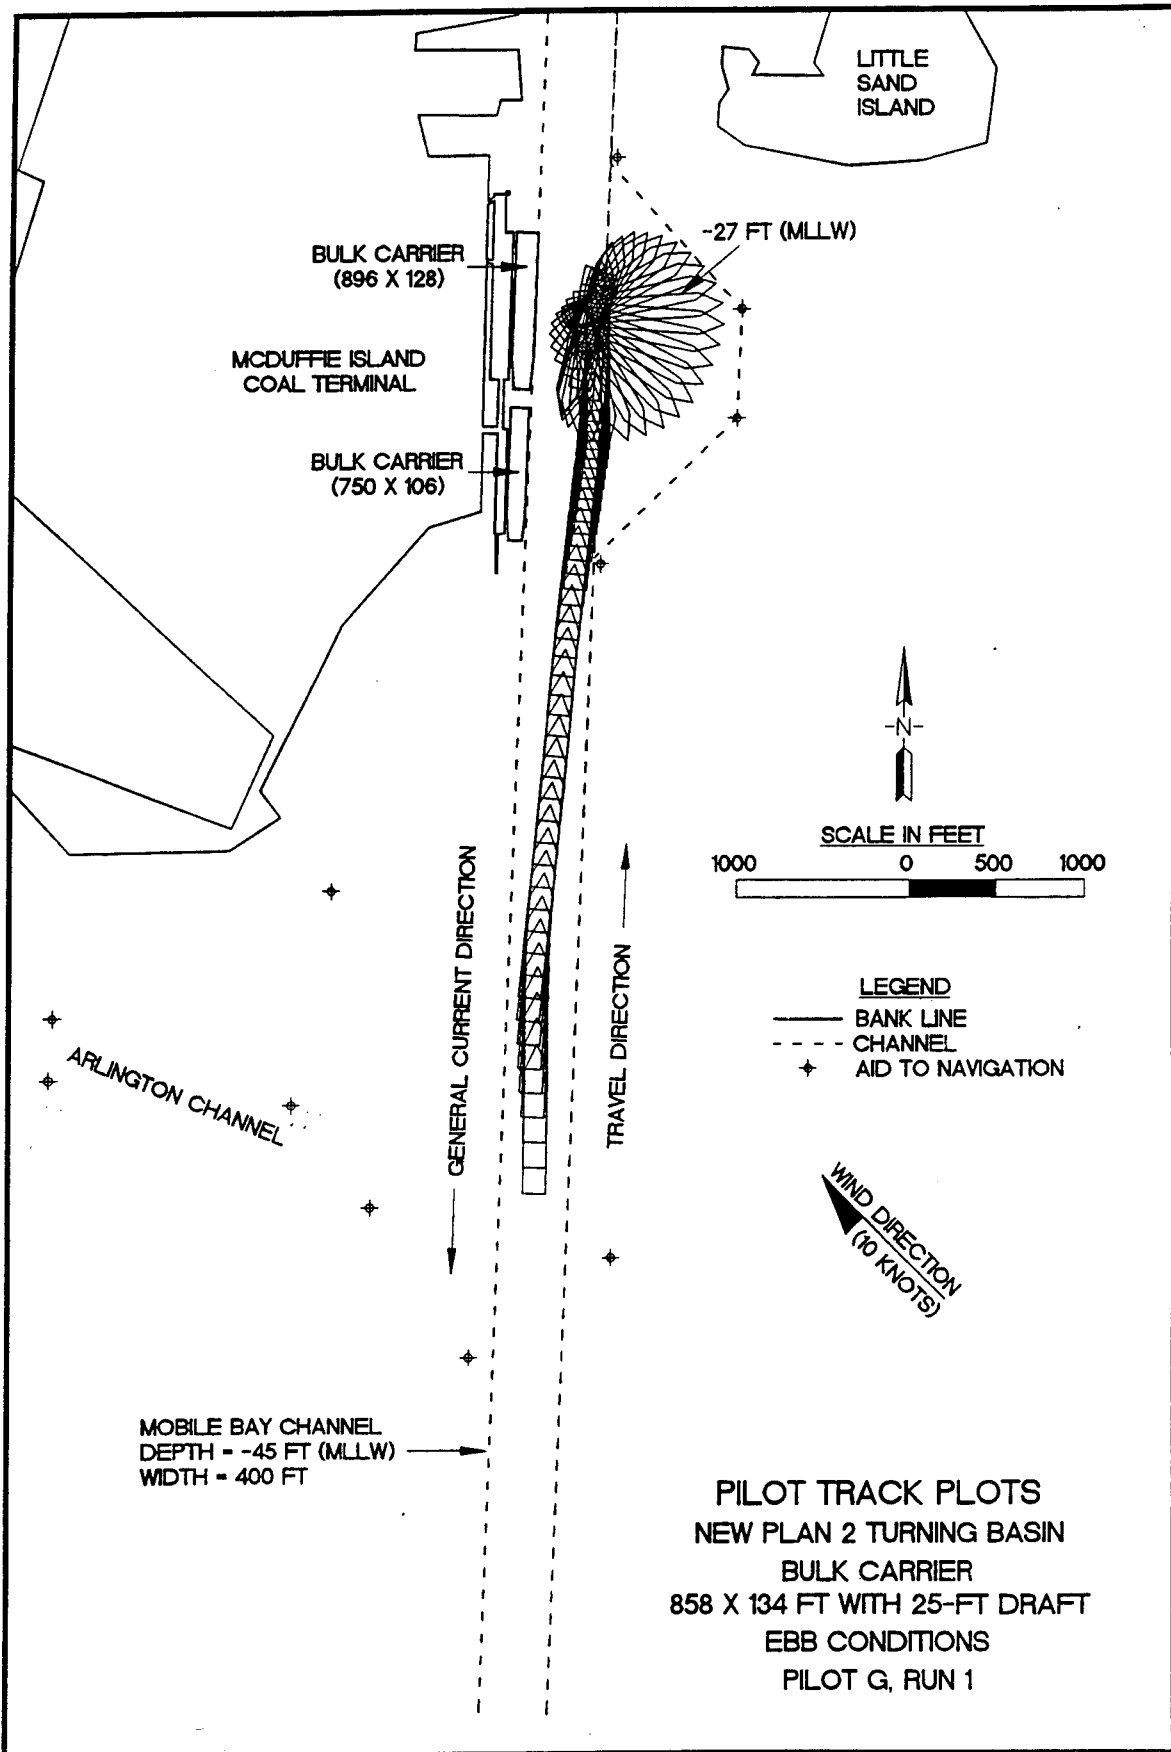 LITTLE
SAND
ISLAND
-27 FT (MLLW)
BULK CARRIER
(896 X 128)
MCDUFFIE ISLAND
COAL TERMINAL
BULK CARRIER
(750 X 106)
-N-
SCALE IN FEET
1000 0 500 1000
GENERAL CURRENT DIRECTION
TRAVEL DIRECTION
LEGEND
BANK LINE
CHANNEL
AID TO NAVIGATION
ARLINGTON CHANNEL
WIND DIRECTION
(10 KNOTS)
MOBILE BAY CHANNEL
DEPTH = -45 FT (MLLW)
WIDTH = 400 FT
PILOT TRACK PLOTS
NEW PLAN 2 TURNING BASIN
BULK CARRIER
858 X 134 FT WITH 25-FT DRAFT
EBB CONDITIONS
PILOT G, RUN 1